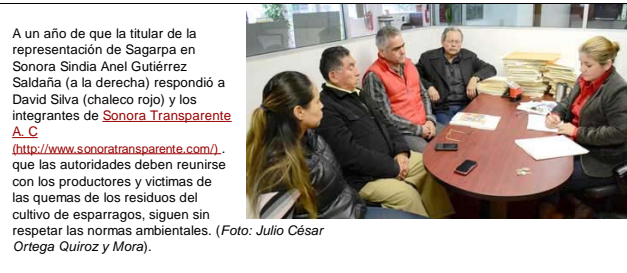 A un año de que la titular de la
representación de Sagarpa en
Sonora Sindia Anel Gutiérrez
Saldaña (a la derecha) respondió a
David Silva (chaleco rojo) y los
integrantes de Sonora Transparente
A. C
(http://www.sonoratransparente.com/) .
que las autoridades deben reunirse
con los productores y victimas de
las quemas de los residuos del
cultivo de esparragos, siguen sin
respetar las normas ambientales. (Foto: Julio César
Ortega Quiroz y Mora).